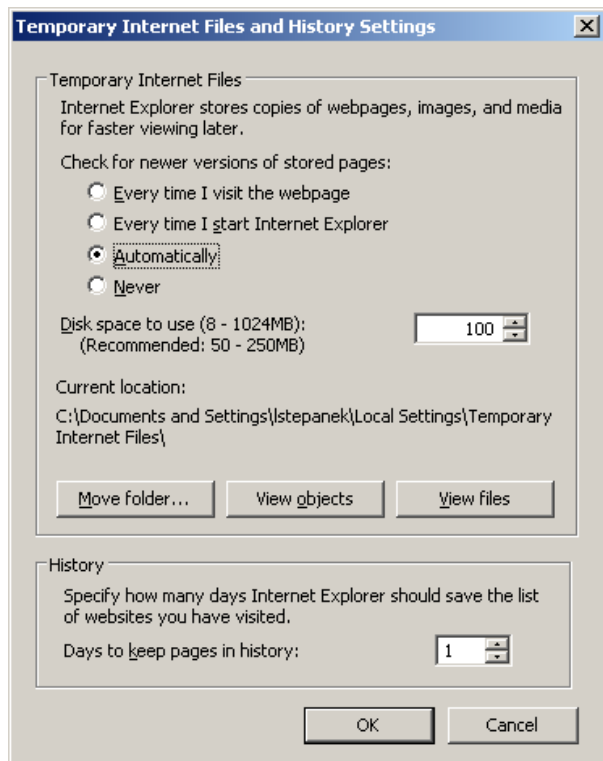 Temporary Internet Files and History Settings
Temporary Internet Files
Internet Explorer stores copies of webpages, images, and media
for faster viewing later.
Check for newer versions of stored pages:
Every time I visit the webpage
Every time I start Internet Explorer
Automatically
Never
Disk space to use (8 - 1024MB):
100
(Recommended: 50 - 250MB)
Current location:
C:\Documents and Settings\lstepanek\Local Settings\Temporary
Internet Files\
Move folder... View objects View files
History
Specify how many days Internet Explorer should save the list
of websites you have visited.
Days to keep pages in history: 1
OK Cancel